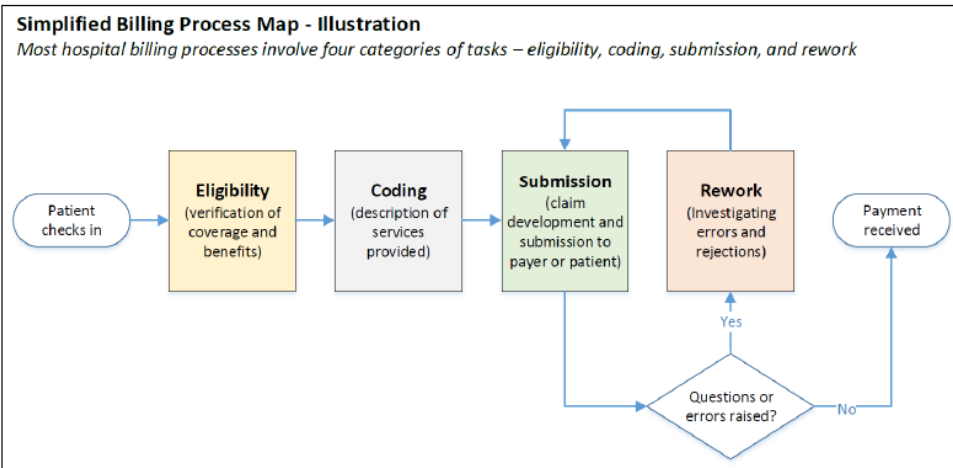 Simplified Billing Process Map - Illustration
Most hospital billing processes involve four categories of tasks – eligibility, coding, submission, and rework
Patient
checks in
Eligibility
(verification of
coverage and
benefits)
Coding
(description of
services
provided)
Submission
(claim
development and
submission to
payer or patient)
Rework
(Investigating
errors and
rejections)
Payment
received
Yes
Questions or
errors raised?
No